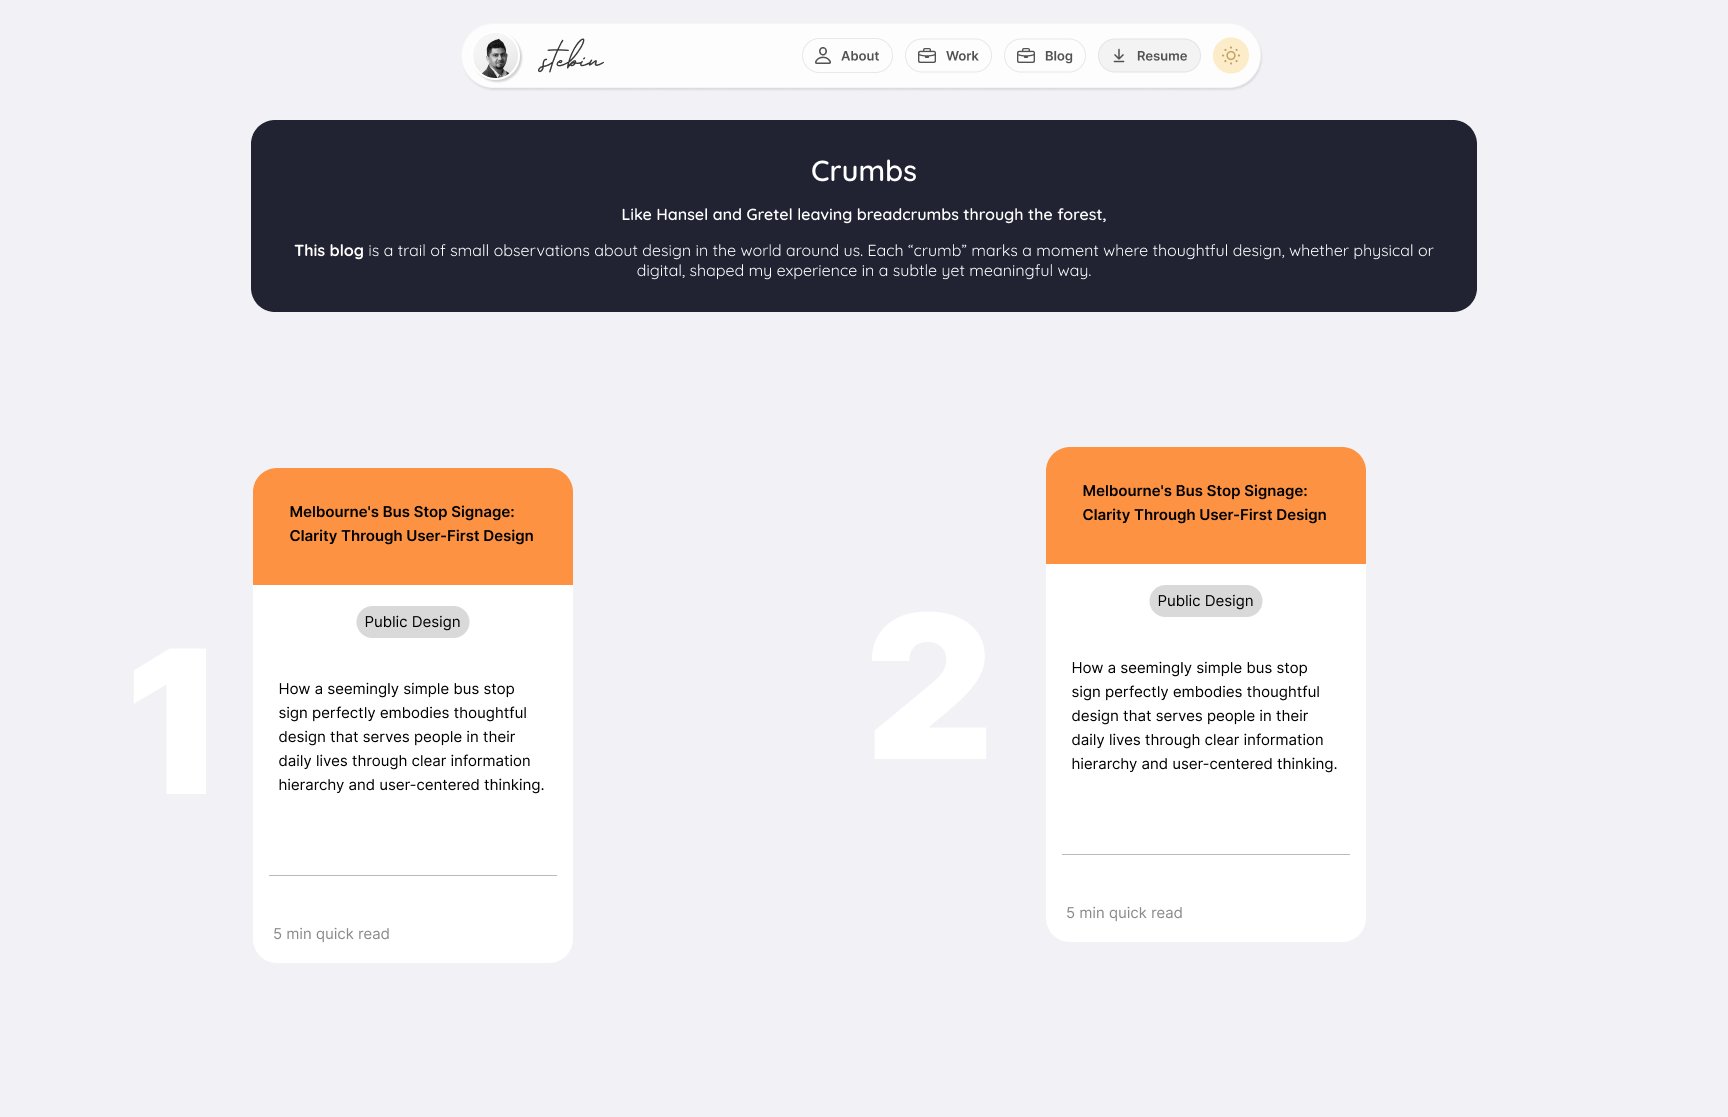 stebin
About
Work
Blog
Resume
Crumbs
Like Hansel and Gretel leaving breadcrumbs through the forest,
This blog is a trail of small observations about design in the world around us. Each “crumb” marks a moment where thoughtful design, whether physical or
digital, shaped my experience in a subtle yet meaningful way.
1
Melbourne's Bus Stop Signage:
Clarity Through User-First Design
Public Design
How a seemingly simple bus stop
sign perfectly embodies thoughtful
design that serves people in their
daily lives through clear information
hierarchy and user-centered thinking.
5 min quick read
2
Melbourne's Bus Stop Signage:
Clarity Through User-First Design
Public Design
How a seemingly simple bus stop
sign perfectly embodies thoughtful
design that serves people in their
daily lives through clear information
hierarchy and user-centered thinking.
5 min quick read